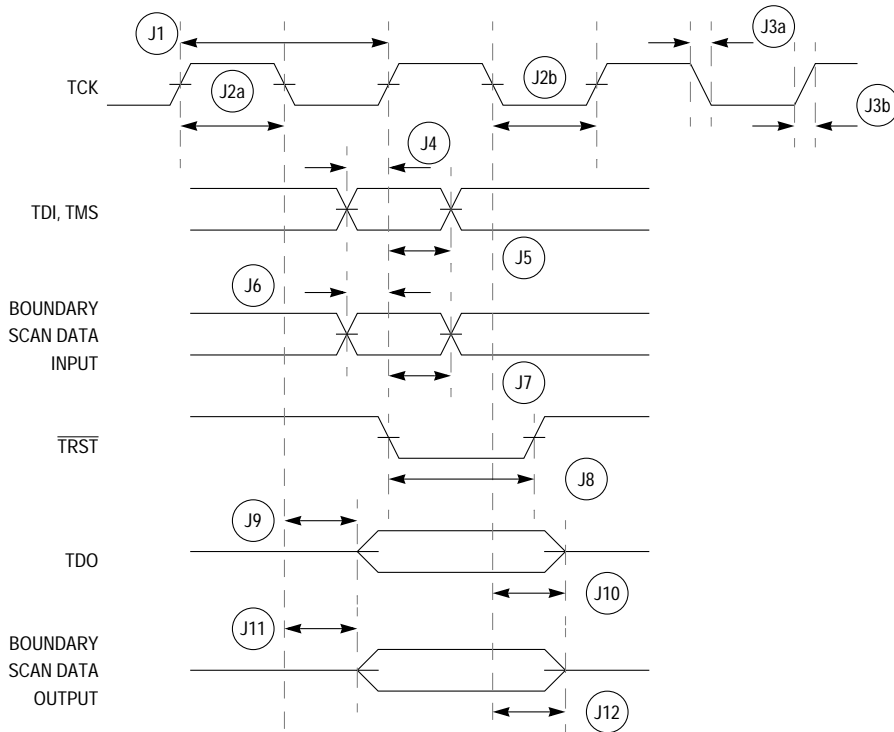 J1
J3a
TCK
J2a
J2b
J3b
J4
TDI, TMS
J5
J6
BOUNDARY
SCAN DATA
INPUT
J7
TRST
J8
J9
TDO
J10
J11
BOUNDARY
SCAN DATA
OUTPUT
J12